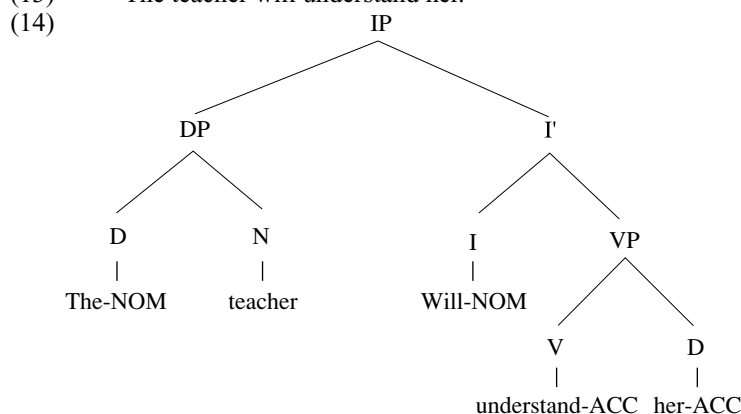 (13) The teacher will understand her.
(14) IP
DP I'
D N I VP
The-NOM teacher Will-NOM
V D
understand-ACC her-ACC